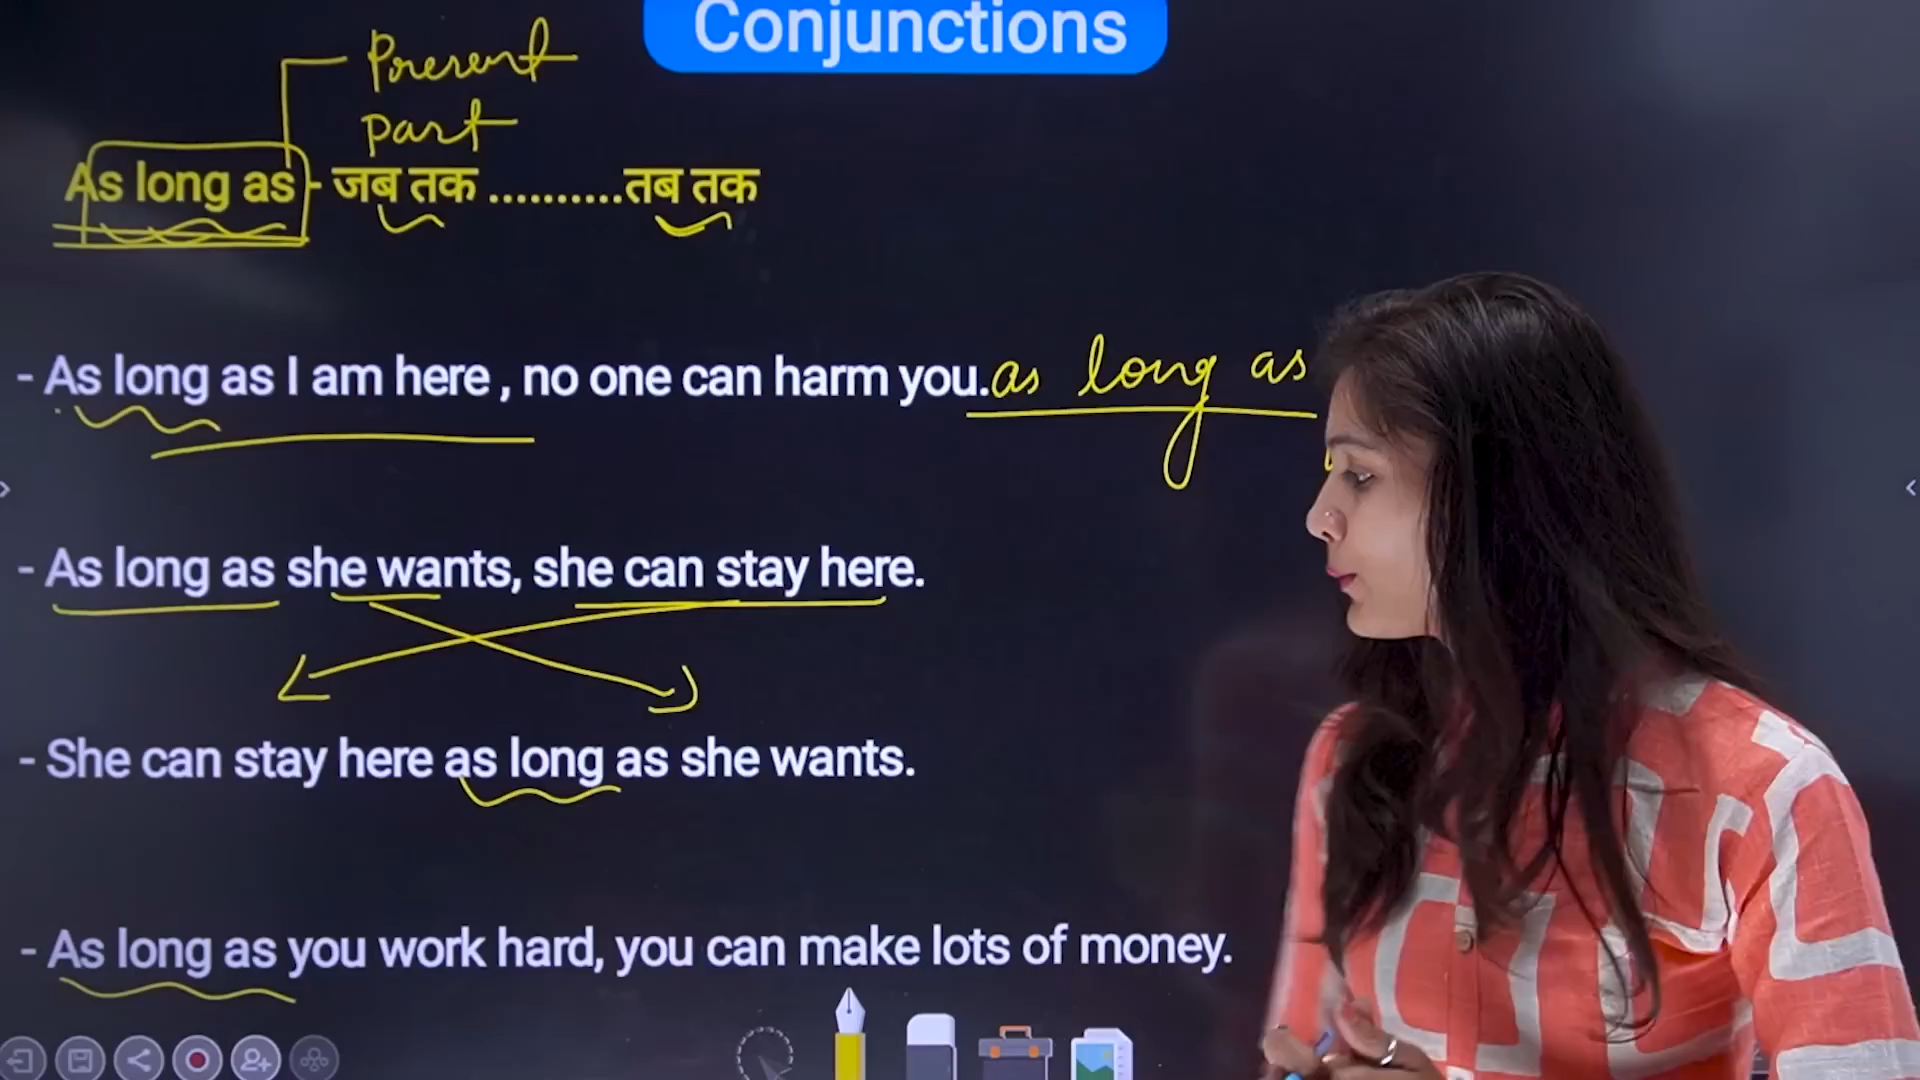 Conjunctions
Present
part
As long as - जब तक ..........तब तक
- As long as I am here , no one can harm you. as long as
- As long as she wants, she can stay here.
- She can stay here as long as she wants.
- As long as you work hard, you can make lots of money.